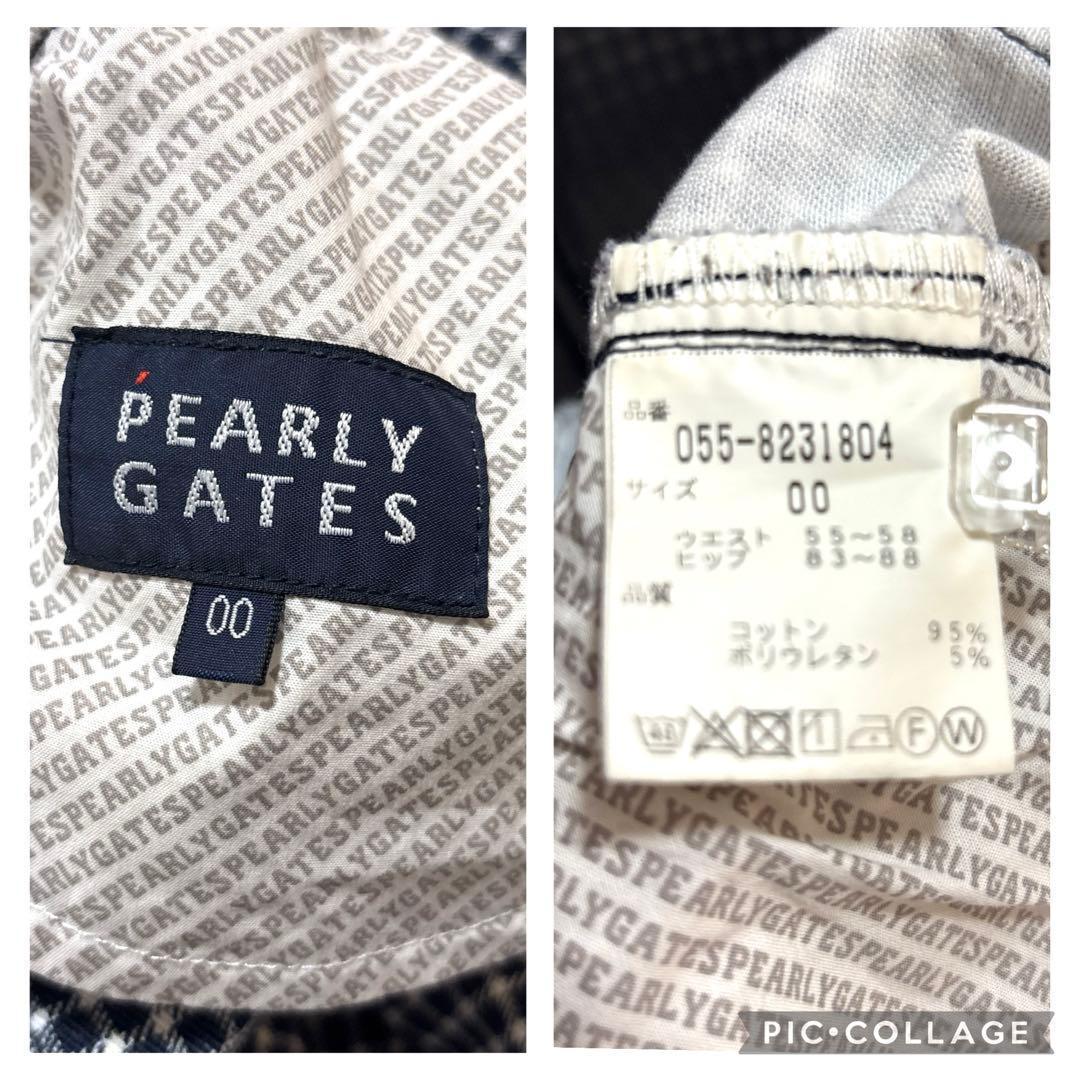 PEARLY
GATES
00
品番
055-8231804
サイズ
00
ウエスト 55~58
ヒップ 83~88
品質
コットン 95%
ポリウレタン 5%
40
F W
PIC•COLLAGE